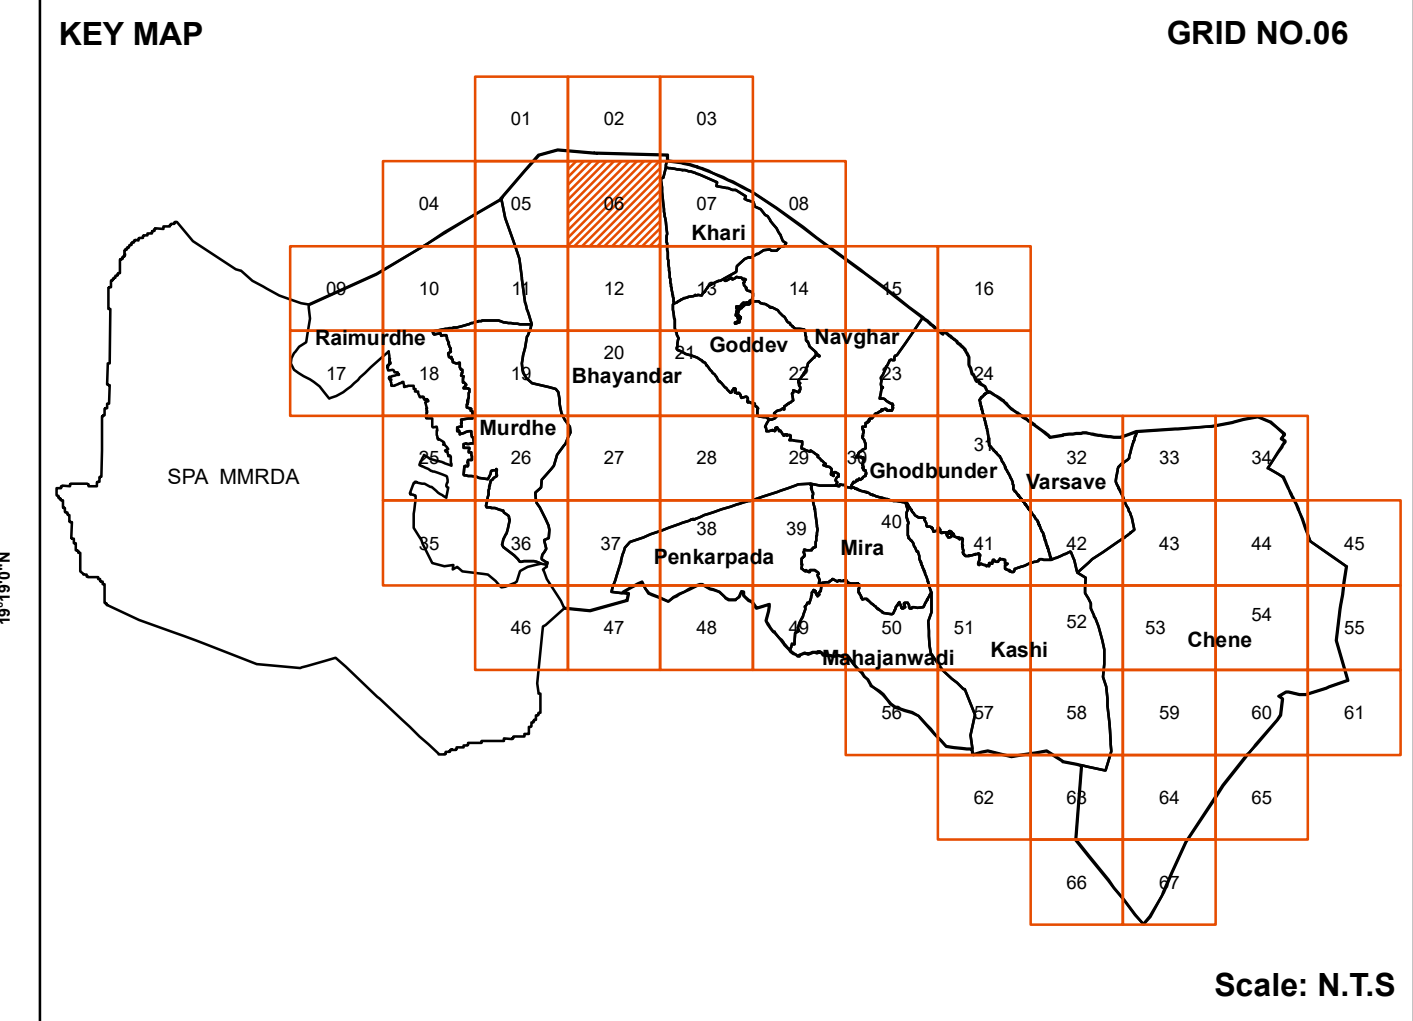 KEY MAP
GRID NO.06
01 02 03
04 05 06 07 08
Khari
09 10 11 12 13 14 15 16
Raimurdhe Goddev Navghar
17 18 19 20 21 22 23 24
Bhayandar
Murdhe
25 26 27 28 29 30 31 32 33 34
Ghodbunder Varsave
SPA MMRDA
35 36 37 38 39 40 41 42 43 44 45
Penkarpada Mira
46 47 48 49 50 51 52 53 54 55
Mahajanwadi Kashi Chene
56 57 58 59 60 61
62 63 64 65
66 67
19°19'0"N
Scale: N.T.S